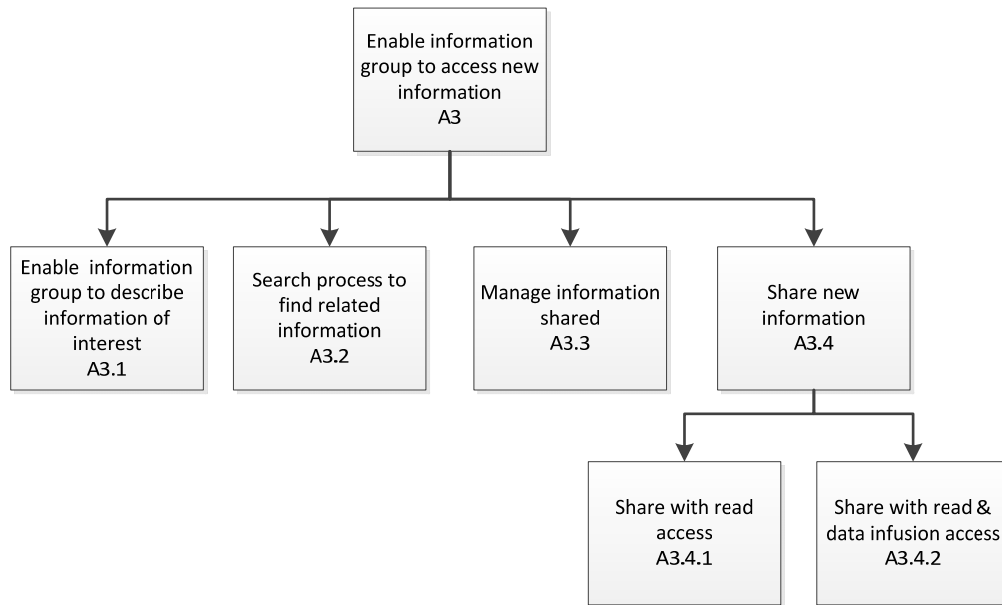 Enable information
group to access new
information
A3
Enable information
group to describe
information of
interest
A3.1
Search process to
find related
information
A3.2
Manage information
shared
A3.3
Share new
information
A3.4
Share with read
access
A3.4.1
Share with read &
data infusion access
A3.4.2